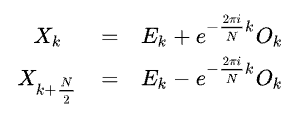 $X_k = E_k + e^{-\frac{2\pi i}{N}k} O_k$
$X_{k+\frac{N}{2}} = E_k - e^{-\frac{2\pi i}{N}k} O_k$